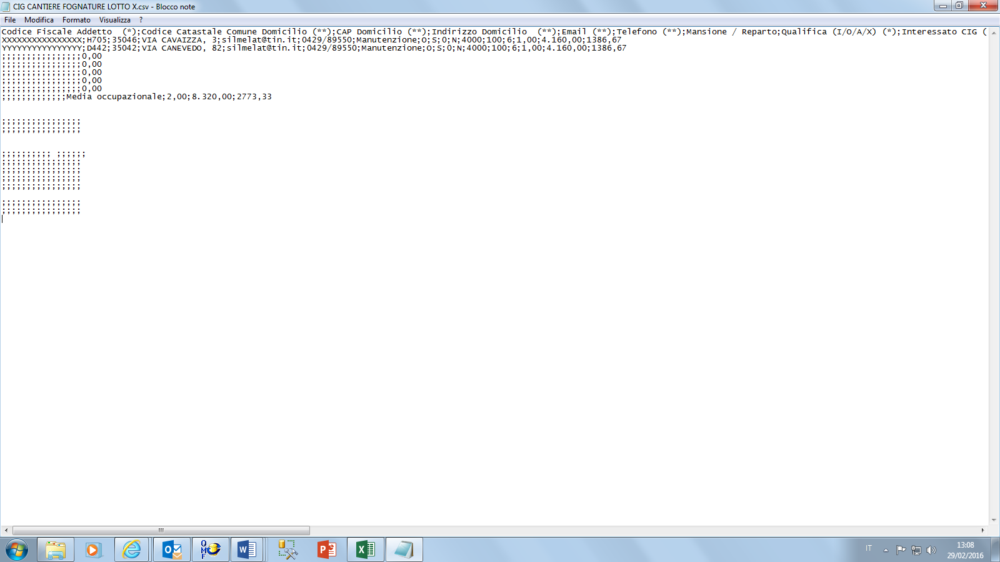 CIG CANTIERE FOGNATURE LOTTO X.csv - Blocco note
File Modifica Formato Visualizza ?
Codice Fiscale Addetto  (*);Codice Catastale Comune Domicilio (**);CAP Domicilio (**);Indirizzo Domicilio  (**);Email (**);Telefono (**);Mansione / Reparto;Qualifica (I/O/A/X) (*);Interessato CIG (
XXXXXXXXXXXXXXXX;H705;35046;VIA CAVAIZZA, 3;silmelat@tin.it;0429/89550;Manutenzione;O;S;0;N;4000;100;6;1,00;4.160,00;1386,67
YYYYYYYYYYYYYYYY;D442;35042;VIA CANEVEDO, 82;silmelat@tin.it;0429/89550;Manutenzione;O;S;0;N;4000;100;6;1,00;4.160,00;1386,67
;;;;;;;;;;;;;;;;0,00
;;;;;;;;;;;;;;;;0,00
;;;;;;;;;;;;;;;;0,00
;;;;;;;;;;;;;;;;0,00
;;;;;;;;;;;;;;;;0,00
;;;;;;;;;;;;;Media occupazionale;2,00;8.320,00;2773,33
;;;;;;;;;;;;;;;;
;;;;;;;;;;;;;;;;
;;;;;;;;;; ;;;;;;
;;;;;;;;;;;;;;;;
;;;;;;;;;;;;;;;;
;;;;;;;;;;;;;;;;
;;;;;;;;;;;;;;;;
;;;;;;;;;;;;;;;;
;;;;;;;;;;;;;;;;
IT
13:08
29/02/2016